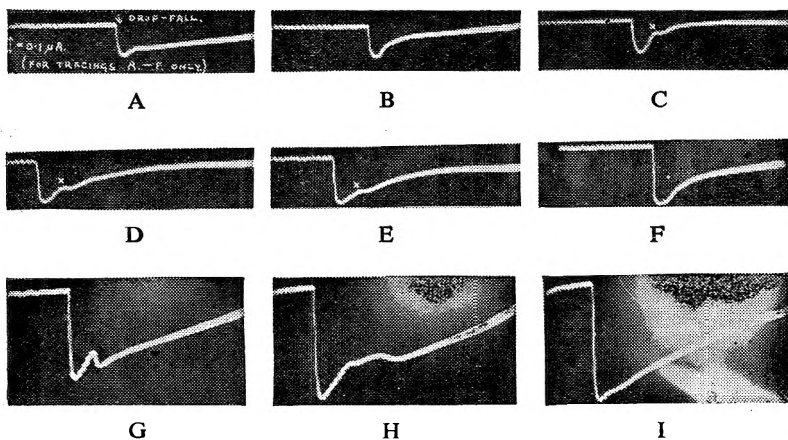 ↓ DROP-FALL.
= 0·1 μA.
(FOR TRACINGS A.–F. ONLY)
A B C
× 
D E F
× ×
G H I